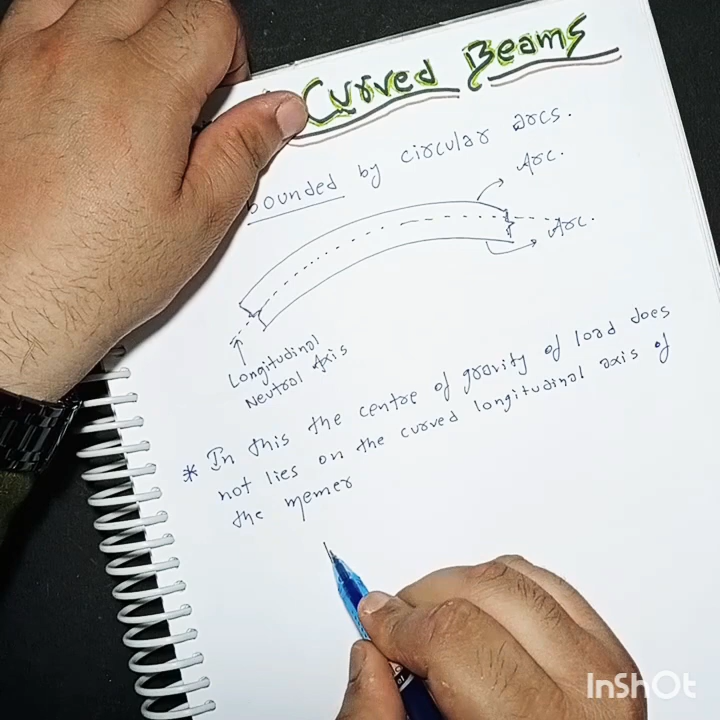 Curved Beams
bounded by circular arcs.
Arc.
Arc.
Longitudinal
Neutral Axis
* In this the centre of gravity of load does
not lies on the curved longitudinal axis of
the memer
InShOt